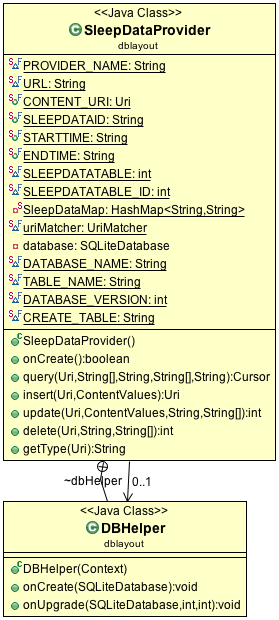 <<Java Class>>
SleepDataProvider
dblayout
PROVIDER_NAME: String
URL: String
CONTENT_URI: Uri
SLEEPDATAID: String
STARTTIME: String
ENDTIME: String
SLEEPDATATABLE: int
SLEEPDATATABLE_ID: int
SleepDataMap: HashMap<String,String>
uriMatcher: UriMatcher
database: SQLiteDatabase
DATABASE_NAME: String
TABLE_NAME: String
DATABASE_VERSION: int
CREATE_TABLE: String
SleepDataProvider()
onCreate():boolean
query(Uri,String[],String,String[],String):Cursor
insert(Uri,ContentValues):Uri
update(Uri,ContentValues,String,String[]):int
delete(Uri,String,String[]):int
getType(Uri):String
~dbHelper 0..1
<<Java Class>>
DBHelper
dblayout
DBHelper(Context)
onCreate(SQLiteDatabase):void
onUpgrade(SQLiteDatabase,int,int):void